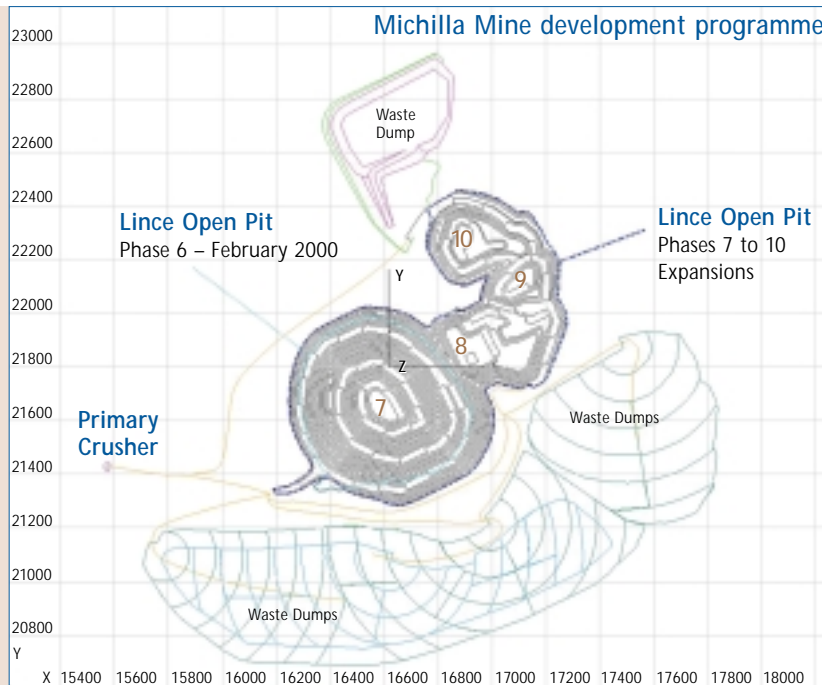 Michilla Mine development programme
23000
22800
22600
22400
22200
22000
21800
21600
21400
21200
21000
20800
Y
X 15400 15600 15800 16000 16200 16400 16600 16800 17000 17200 17400 17600 17800 18000
Waste
Dump
Lince Open Pit
Phase 6 – February 2000
Lince Open Pit
Phases 7 to 10
Expansions
10
9
8
7
Y
Z
Primary
Crusher
Waste Dumps
Waste Dumps